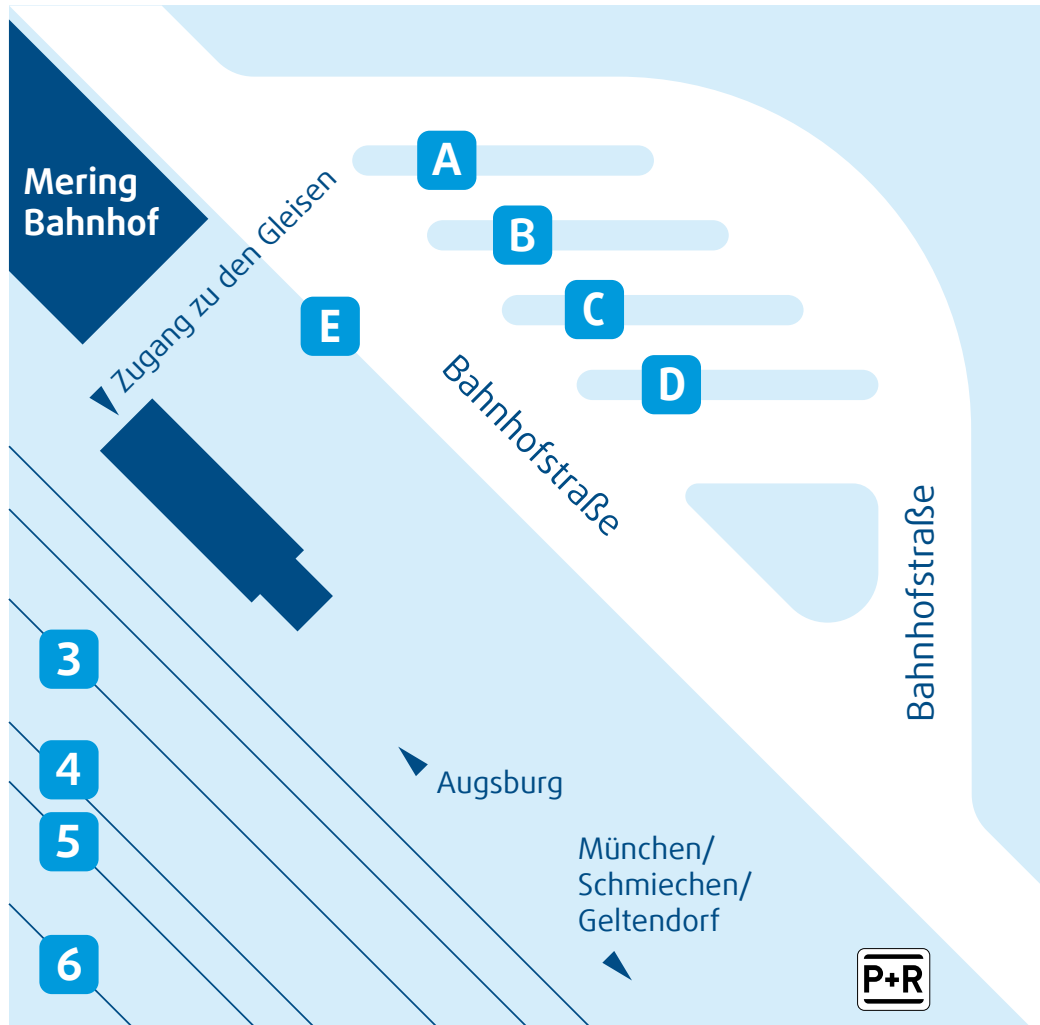 Mering
Bahnhof
Zugang zu den Gleisen
A
B
C
D
E
Bahnhofstraße
Bahnhofstraße
3
4
5
6
Augsburg
München/
Schmiechen/
Geltendorf
P+R